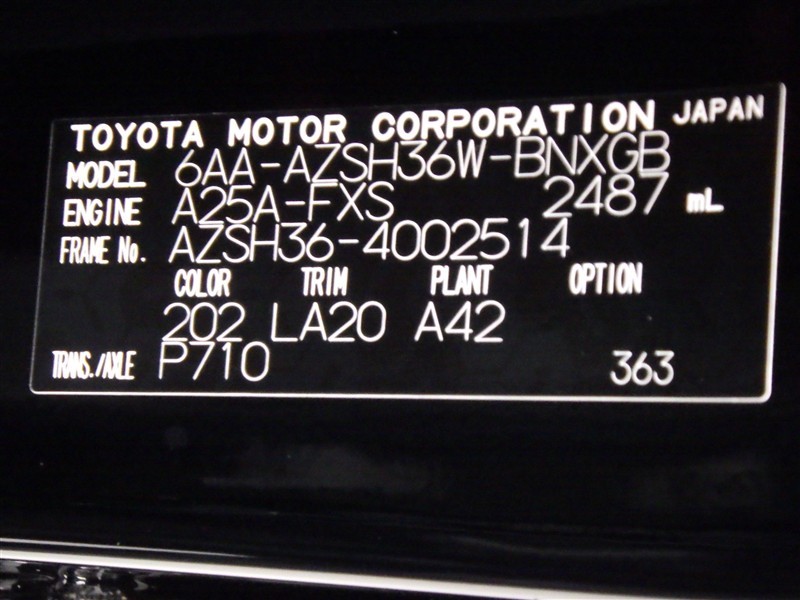 TOYOTA MOTOR CORPORATION JAPAN
MODEL 6AA-AZSH36W-BNXGB
ENGINE A25A-FXS 2487 mL
FRAME No. AZSH36-4002514
COLOR TRIM PLANT OPTION
202 LA20 A42
TRANS./AXLE P710 363